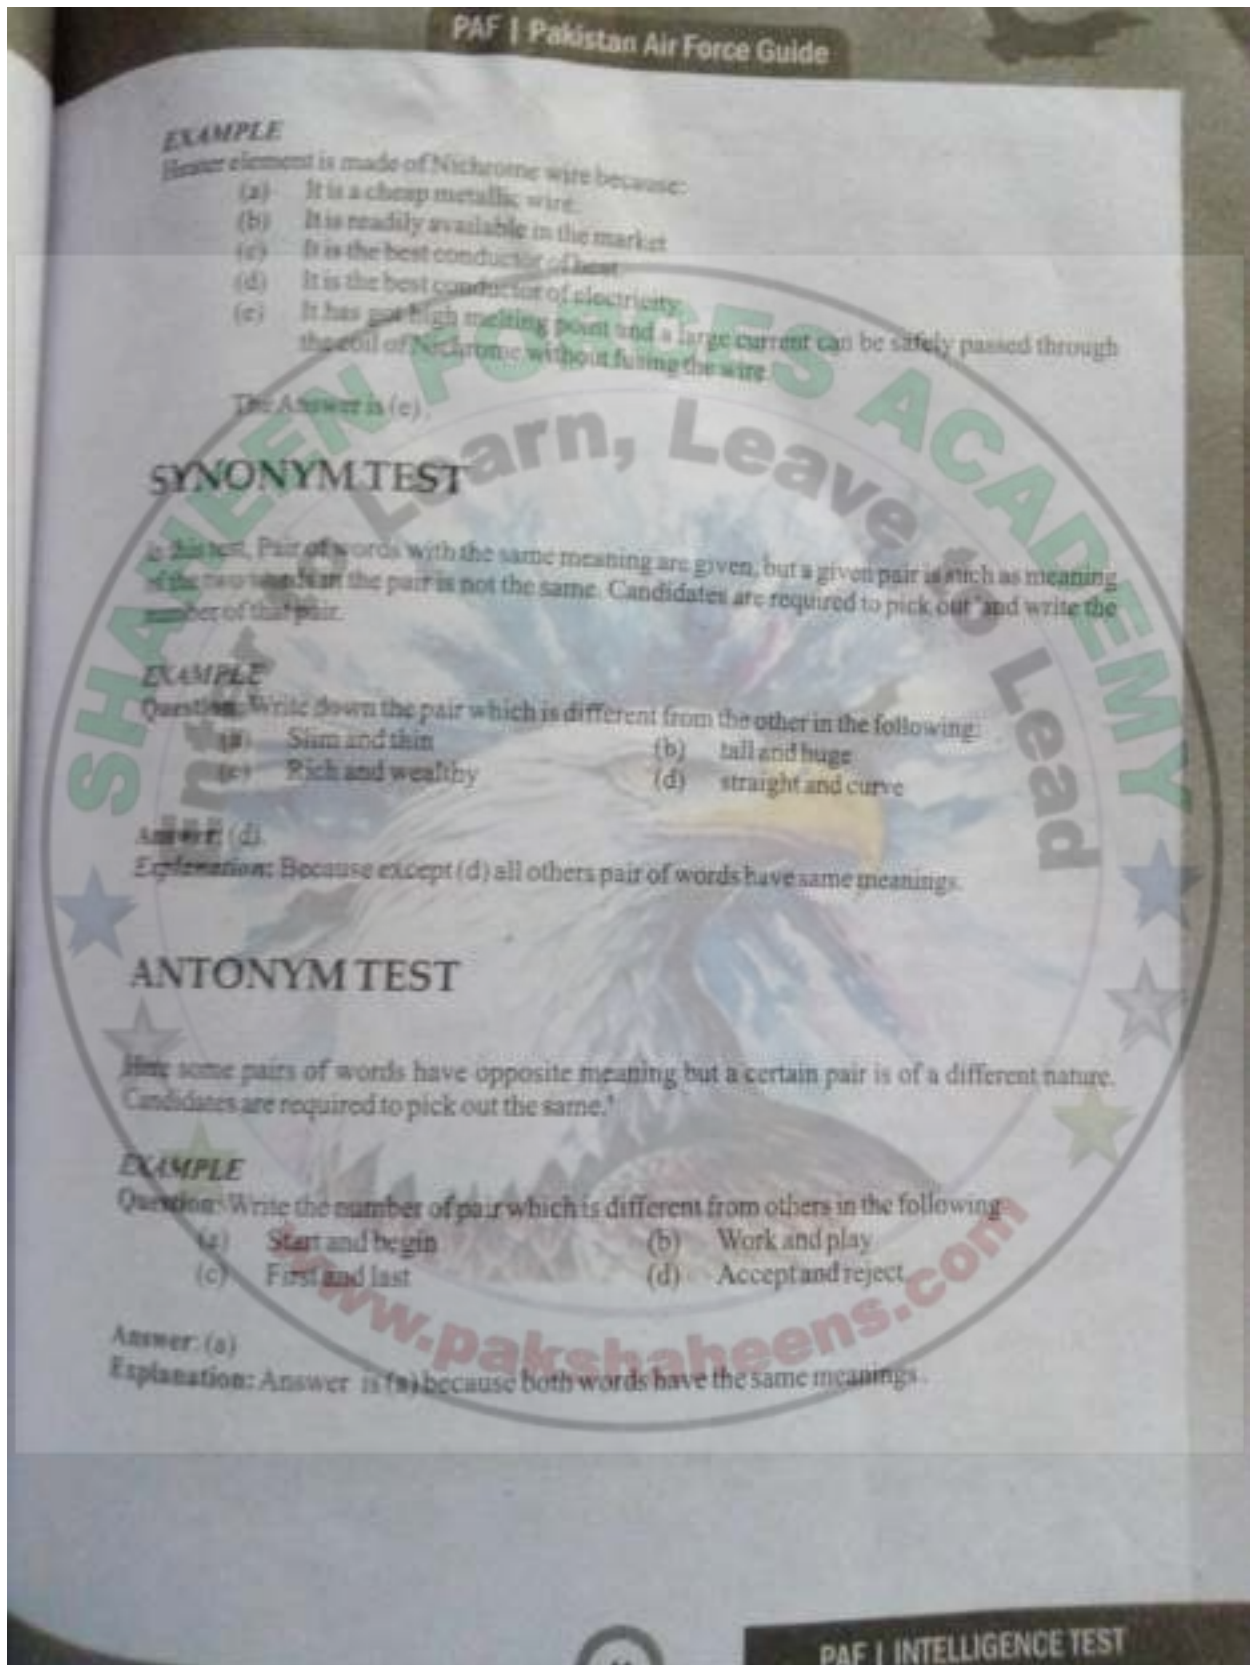 PAF | Pakistan Air Force Guide
EXAMPLE
Heater element is made of Nichrome wire because:
(a) It is a cheap metallic wire.
(b) It is readily available in the market
(c) It is the best conductor of heat
(d) It is the best conductor of electricity.
(e) It has got high melting point and a large current can be safely passed through
the coil of Nichrome without fusing the wire.
The Answer is (e).
SYNONYM TEST
In this test, Pair of words with the same meaning are given, but a given pair is such as meaning
of the two words in the pair is not the same. Candidates are required to pick out and write the
number of that pair.
EXAMPLE
Question: Write down the pair which is different from the other in the following:
(a) Slim and thin (b) tall and huge
(c) Rich and wealthy (d) straight and curve
Answer: (d).
Explanation: Because except (d) all others pair of words have same meanings.
ANTONYM TEST
Here some pairs of words have opposite meaning but a certain pair is of a different nature.
Candidates are required to pick out the same.
EXAMPLE
Question: Write the number of pair which is different from others in the following
(a) Start and begin (b) Work and play
(c) First and last (d) Accept and reject
Answer: (a)
Explanation: Answer is (a) because both words have the same meanings.
PAF | INTELLIGENCE TEST
SHAHEEN FORCES ACADEMY
Enter to Learn, Leave to Lead
www.pakshaheens.com